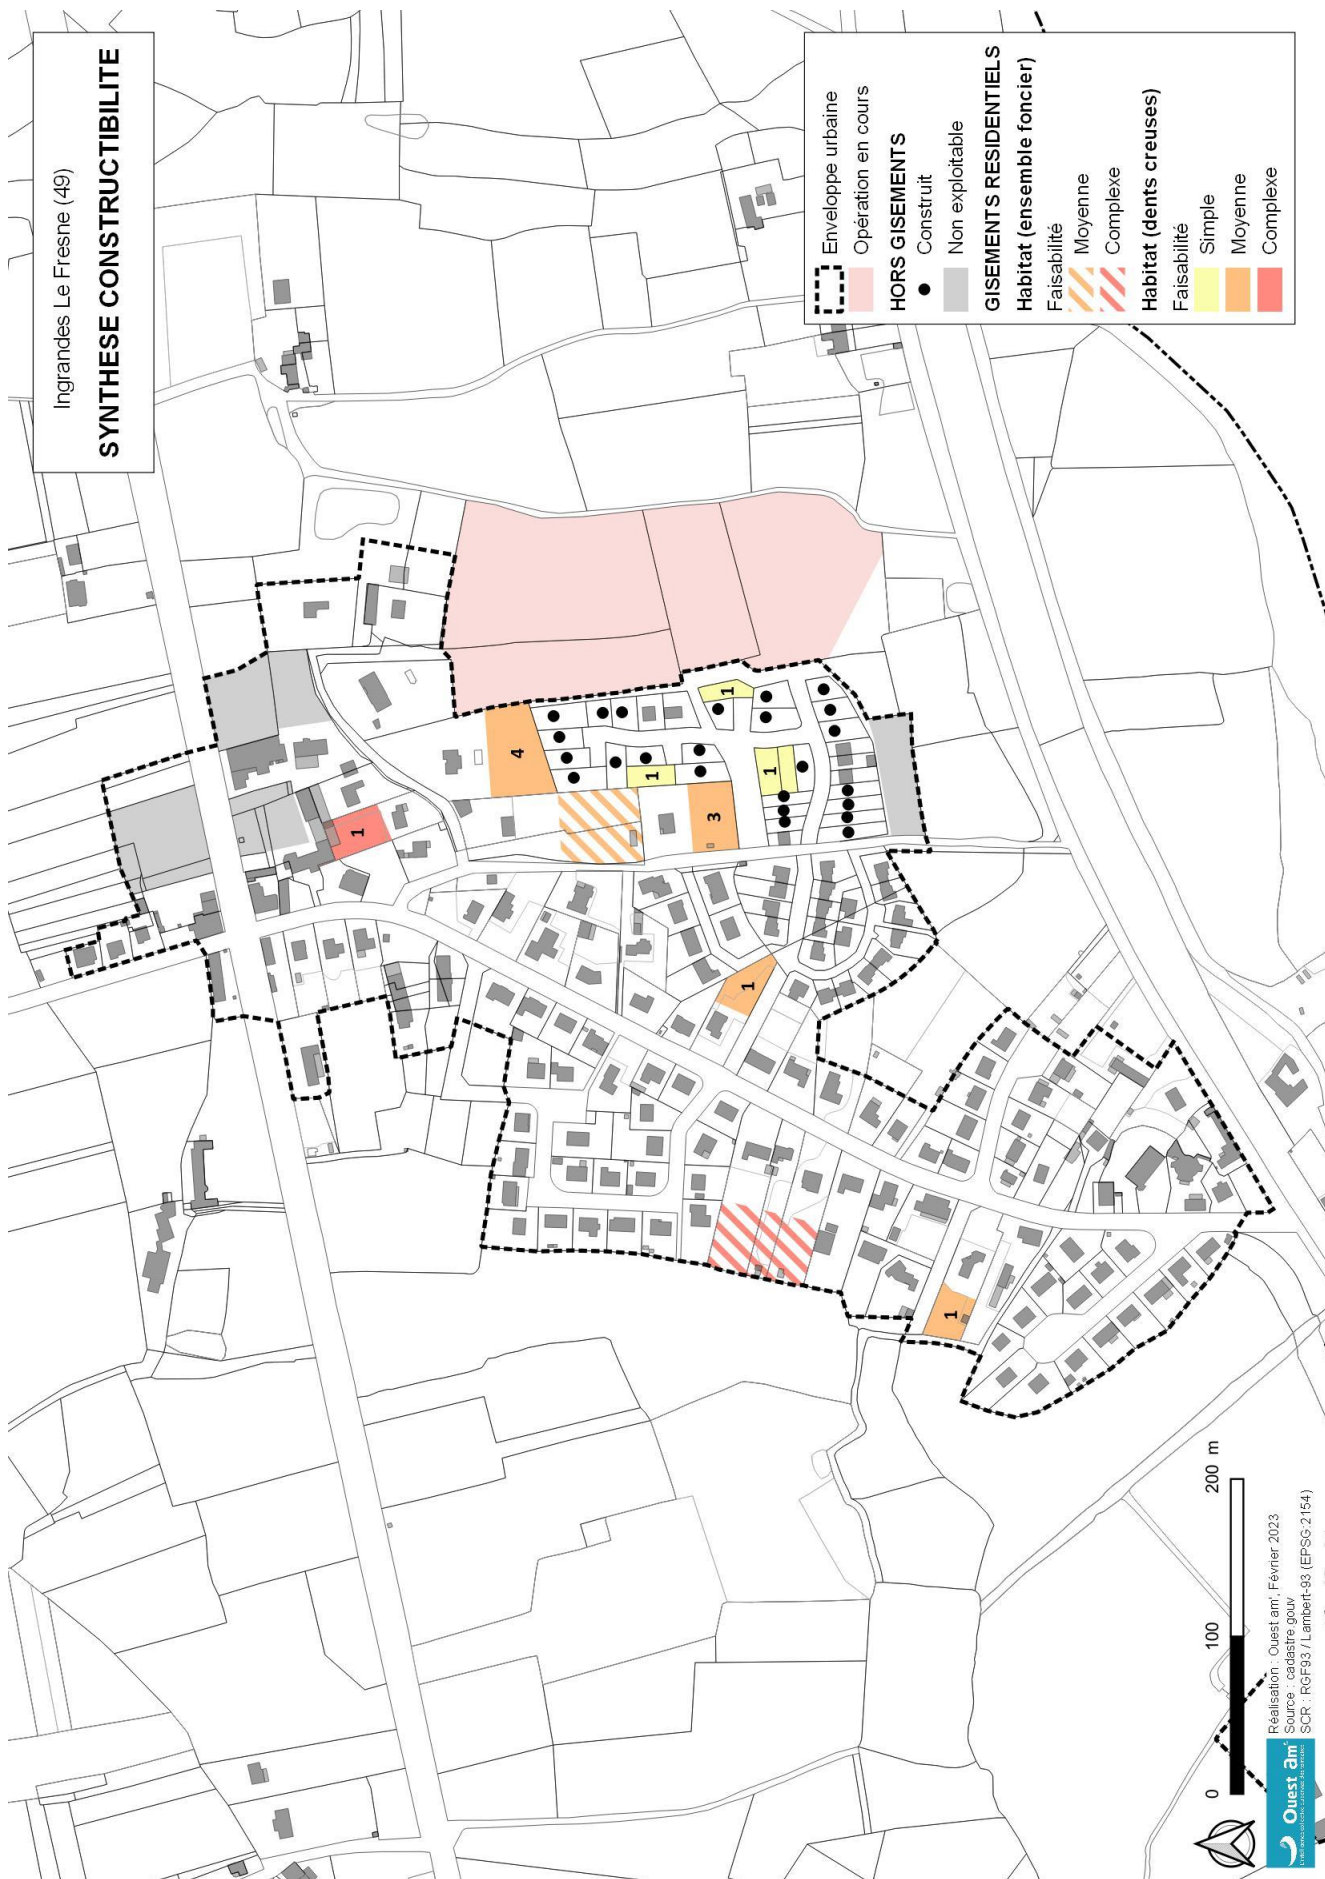 Ingrandes Le Fresne (49)
SYNTHESE CONSTRUCTIBILITE
4
1
1
1
1
3
1
1
Enveloppe urbaine
Opération en cours
HORS GISEMENTS
Construit
Non exploitable
GISEMENTS RESIDENTIELS
Habitat (ensemble foncier)
Faisabilité
Moyenne
Complexe
Habitat (dents creuses)
Faisabilité
Simple
Moyenne
Complexe
0 100 200 m
Ouest am'
Réalisation : Ouest am', Février 2023
Source : cadastre.gouv
SCR : RGF93 / Lambert-93 (EPSG:2154)